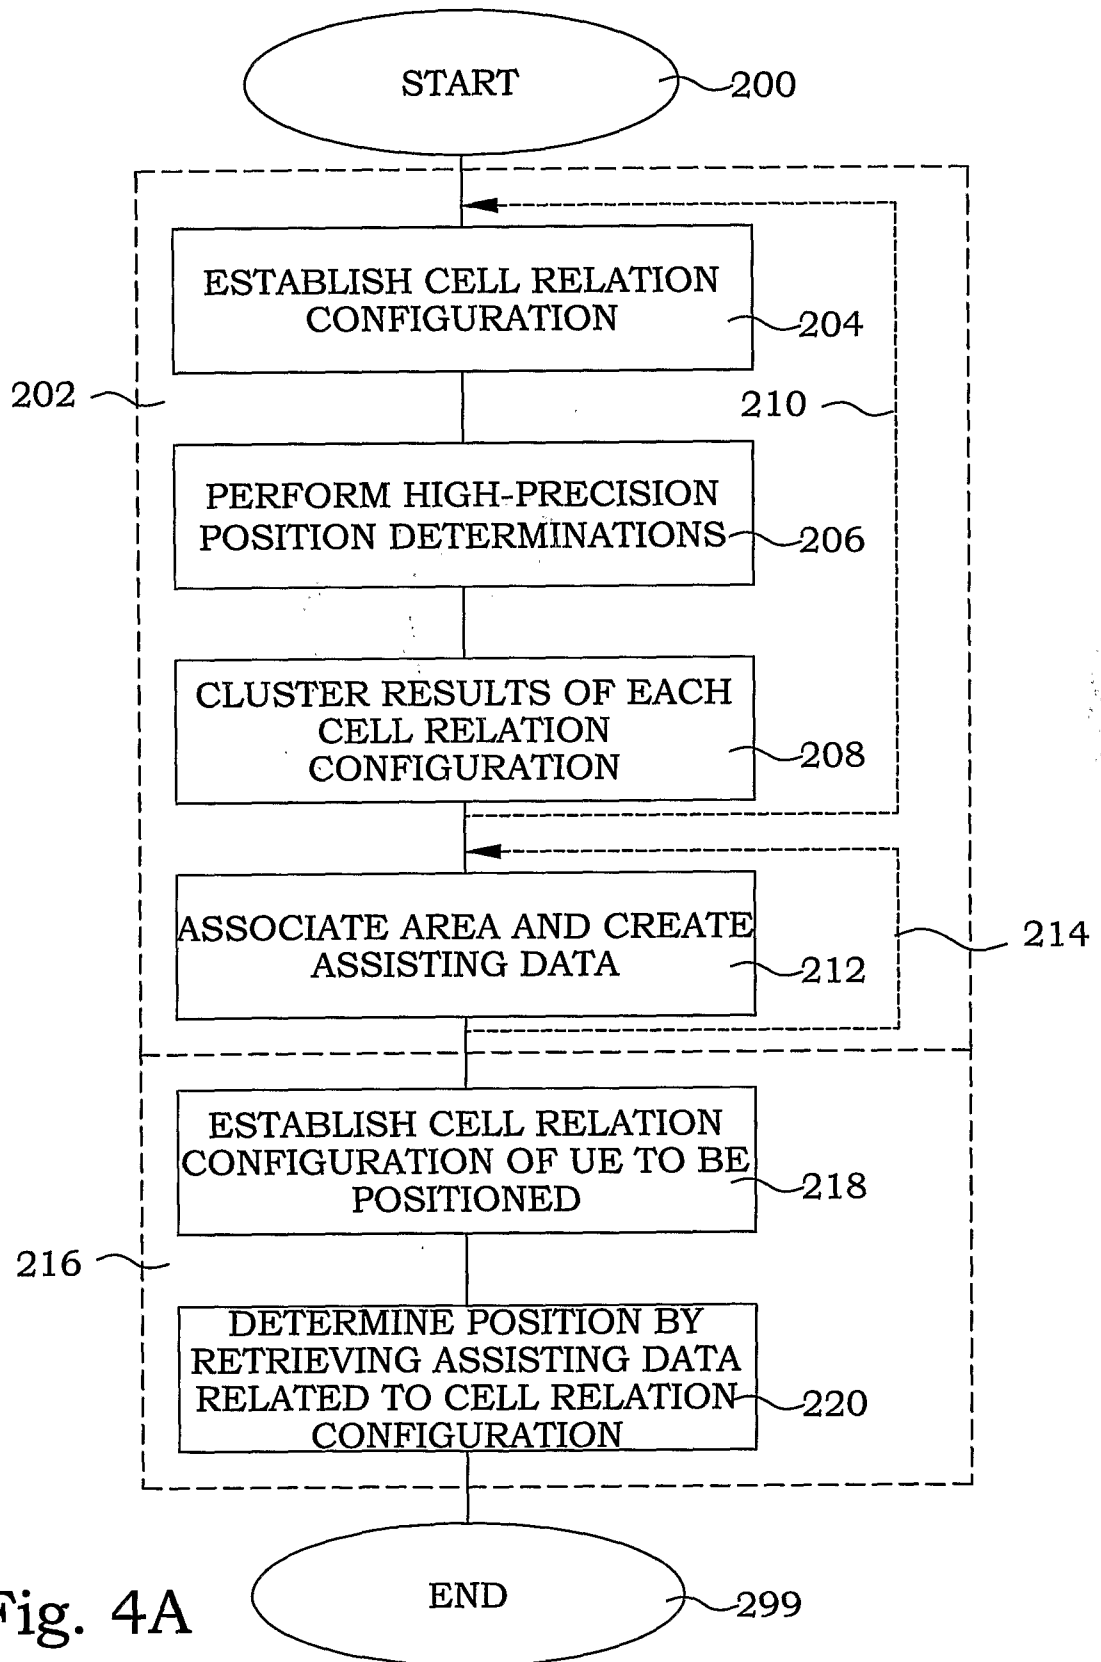 START
200
ESTABLISH CELL RELATION
CONFIGURATION
204
202
210
PERFORM HIGH-PRECISION
POSITION DETERMINATIONS
206
CLUSTER RESULTS OF EACH
CELL RELATION
CONFIGURATION
208
ASSOCIATE AREA AND CREATE
ASSISTING DATA
212
214
ESTABLISH CELL RELATION
CONFIGURATION OF UE TO BE
POSITIONED
218
216
DETERMINE POSITION BY
RETRIEVING ASSISTING DATA
RELATED TO CELL RELATION
CONFIGURATION
220
END
299
Fig. 4A